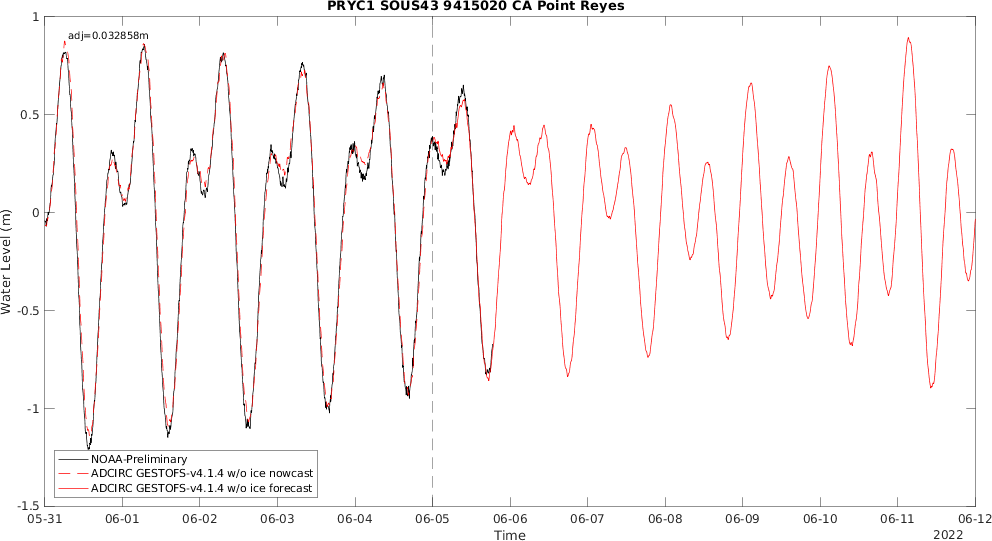 PRYC1 SOUS43 9415020 CA Point Reyes
1
adj=0.032858m
0.5
0
Water Level (m)
-0.5
-1
NOAA-Preliminary
ADCIRC GESTOFS-v4.1.4 w/o ice nowcast
ADCIRC GESTOFS-v4.1.4 w/o ice forecast
-1.5
05-31 06-01 06-02 06-03 06-04 06-05 06-06 06-07 06-08 06-09 06-10 06-11 06-12
Time
2022